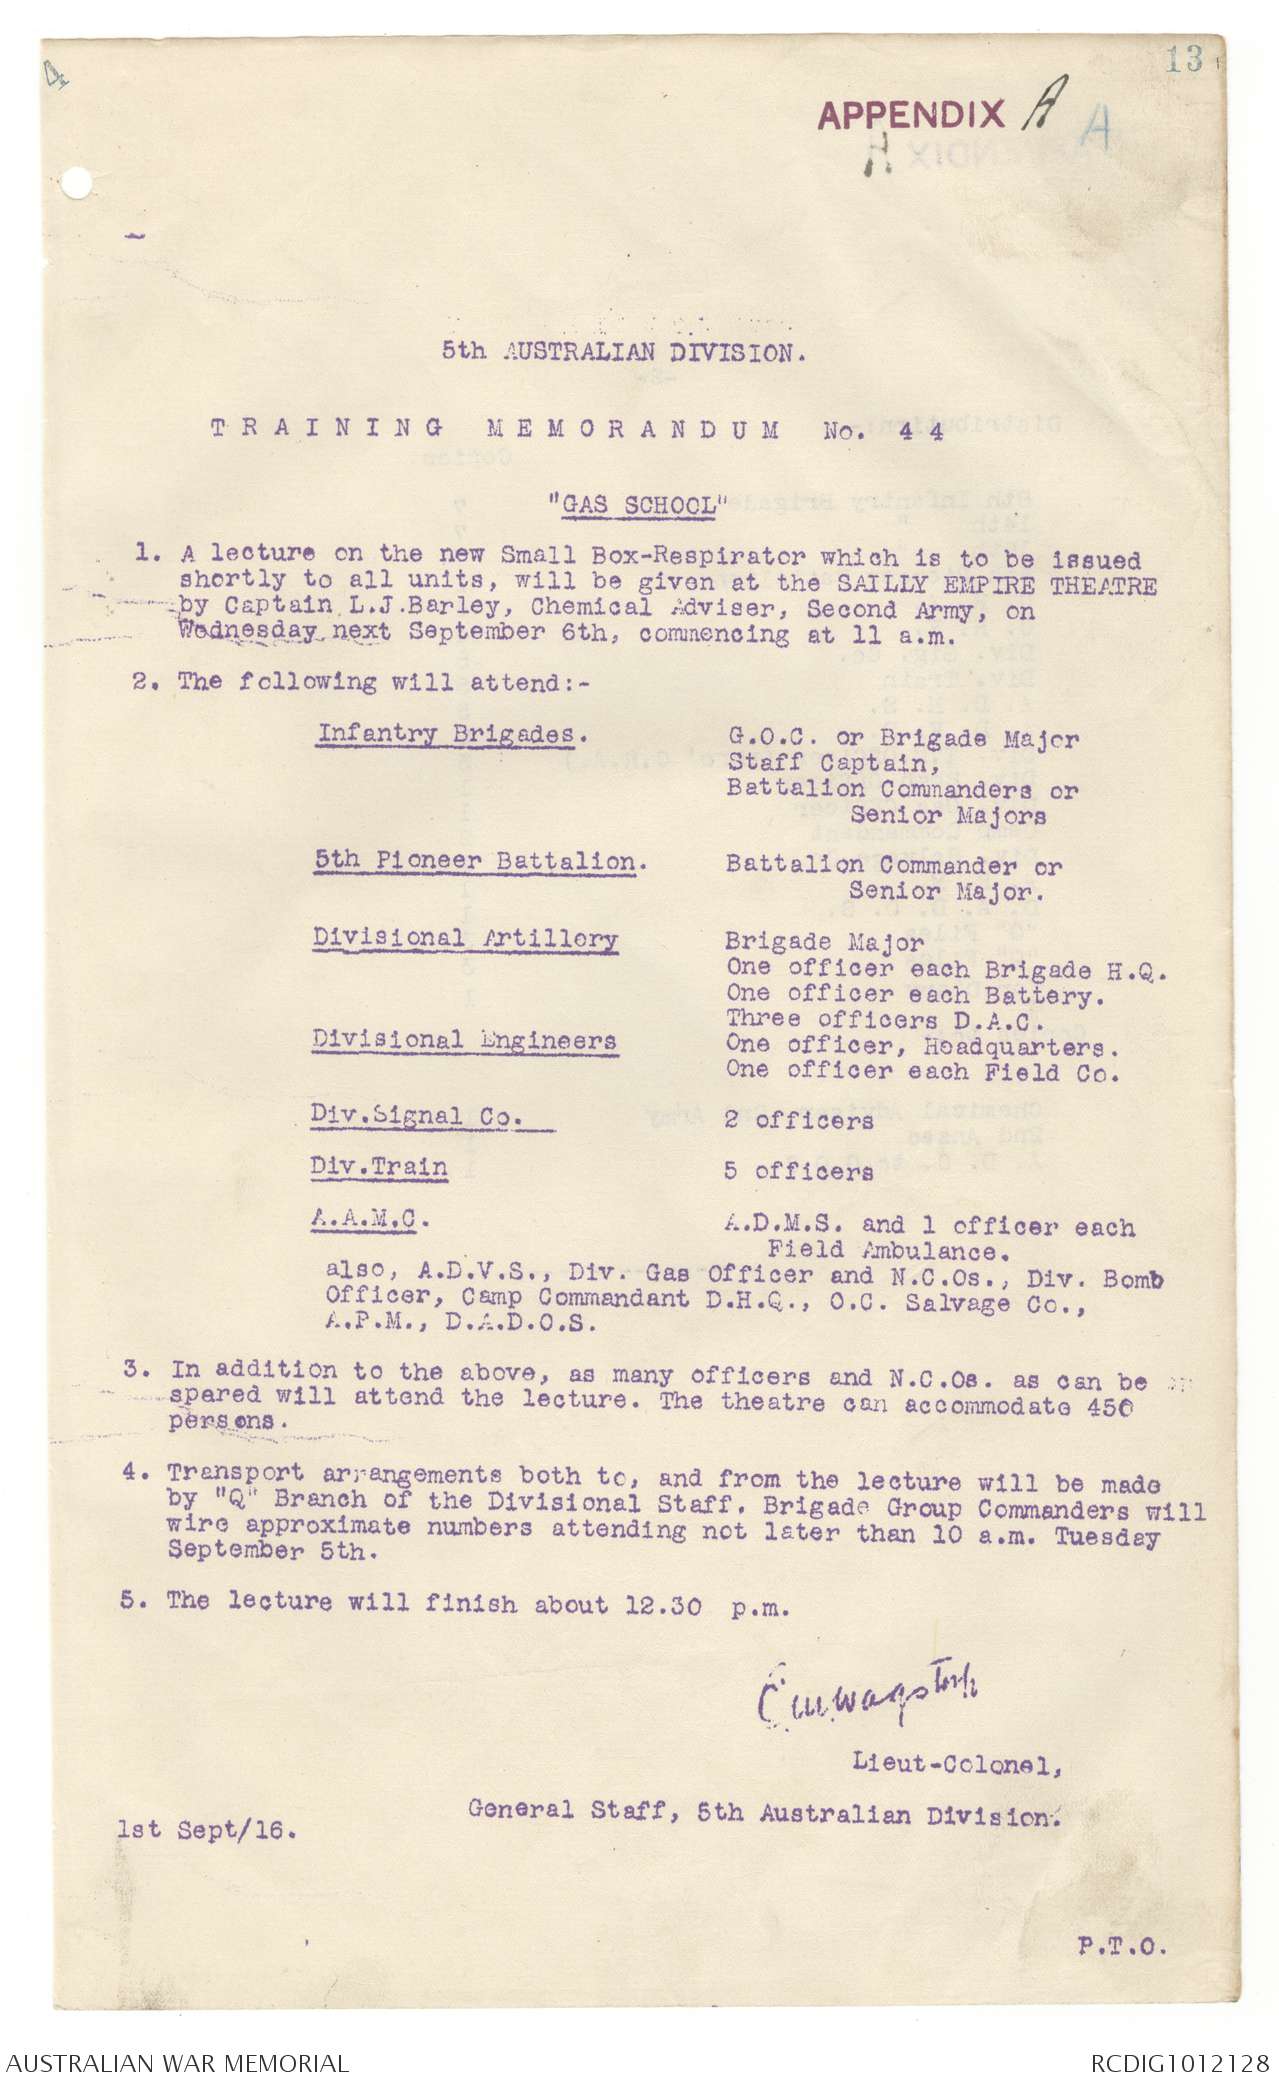 13
APPENDIX A
A
5th AUSTRALIAN DIVISION.
TRAINING MEMORANDUM No. 44
"GAS SCHOOL"
1. A lecture on the new Small Box-Respirator which is to be issued
shortly to all units, will be given at the SAILLY EMPIRE THEATRE
by Captain L.J.Barley, Chemical Adviser, Second Army, on
Wednesday next September 6th, commencing at 11 a.m.
2. The following will attend:-
Infantry Brigades. G.O.C. or Brigade Major
Staff Captain,
Battalion Commanders or
Senior Majors
5th Pioneer Battalion. Battalion Commander or
Senior Major.
Divisional Artillery Brigade Major
One officer each Brigade H.Q.
One officer each Battery.
Three officers D.A.C.
Divisional Engineers One officer, Headquarters.
One officer each Field Co.
Div.Signal Co. 2 officers
Div.Train 5 officers
A.A.M.C. A.D.M.S. and 1 officer each
Field Ambulance.
also, A.D.V.S., Div. Gas Officer and N.C.Os., Div. Bomb
Officer, Camp Commandant D.H.Q., O.C. Salvage Co.,
A.P.M., D.A.D.O.S.
3. In addition to the above, as many officers and N.C.Os. as can be
spared will attend the lecture. The theatre can accommodate 450
persons.
4. Transport arrangements both to, and from the lecture will be made
by "Q" Branch of the Divisional Staff. Brigade Group Commanders will
wire approximate numbers attending not later than 10 a.m. Tuesday
September 5th.
5. The lecture will finish about 12.30 p.m.
Lieut-Colonel,
General Staff, 5th Australian Division.
1st Sept/16.
P.T.O.
AUSTRALIAN WAR MEMORIAL
RCDIG1012128